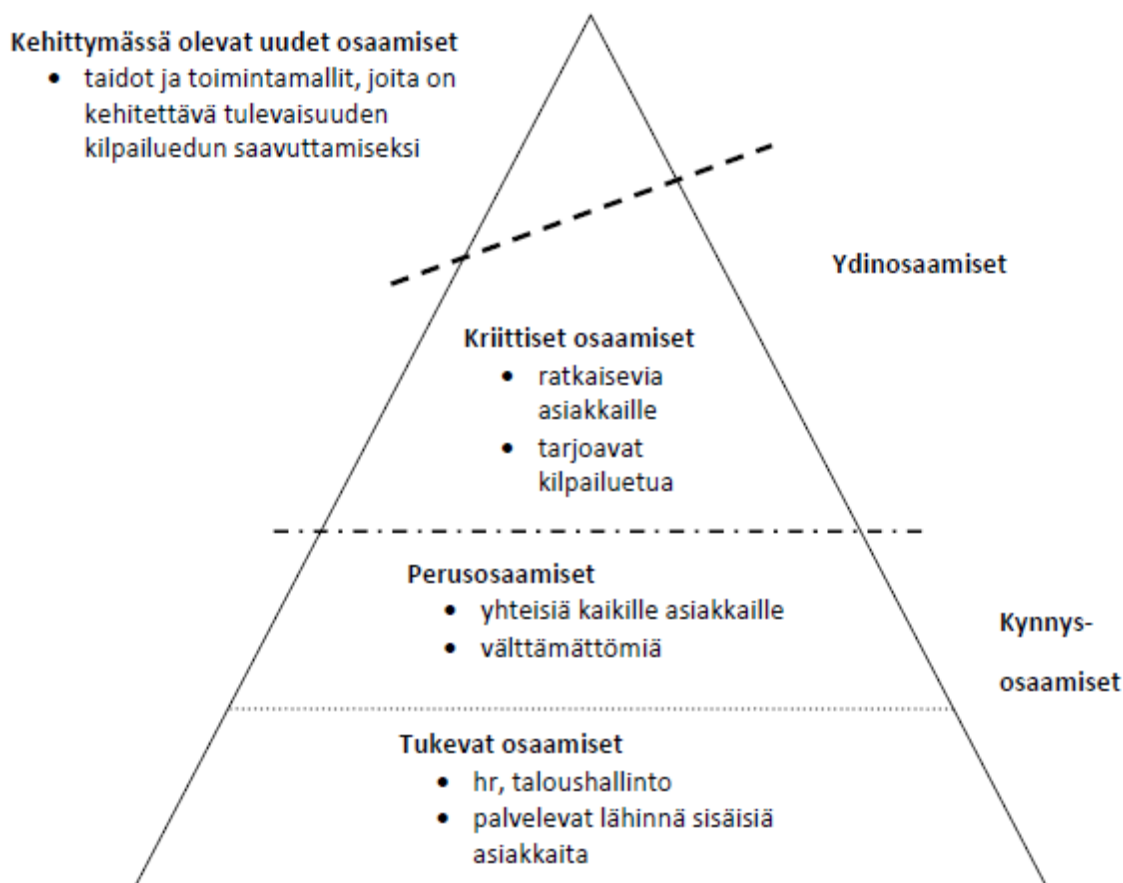 Kehittymässä olevat uudet osaamiset
• taidot ja toimintamallit, joita on
kehitettävä tulevaisuuden
kilpailuedun saavuttamiseksi
Ydinosaamiset
Kriittiset osaamiset
• ratkaisevia
asiakkaille
• tarjoavat
kilpailuetua
Perusosaamiset
• yhteisiä kaikille asiakkaille
• välttämättömiä
Kynnys-
osaamiset
Tukevat osaamiset
• hr, taloushallinto
• palvelevat lähinnä sisäisiä
asiakkaita